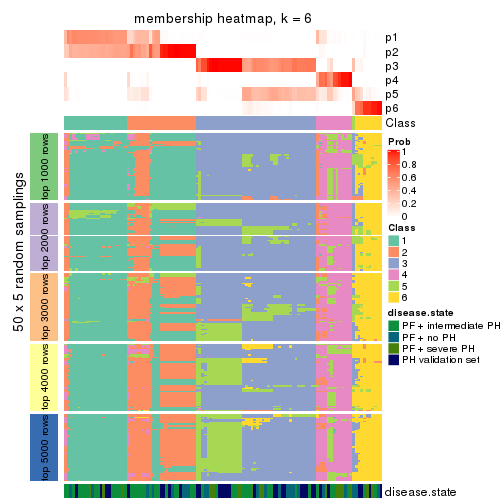 membership heatmap, k = 6
p1
p2
p3
p4
p5
p6
Class
50 x 5 random samplings
top 1000 rows
top 2000 rows
top 3000 rows
top 4000 rows
top 5000 rows
Prob
1
0.8
0.6
0.4
0.2
0
Class
1
2
3
4
5
6
disease.state
PF+ intermediate PH
PF+ no PH
PF+ severe PH
PH validation set
disease.state